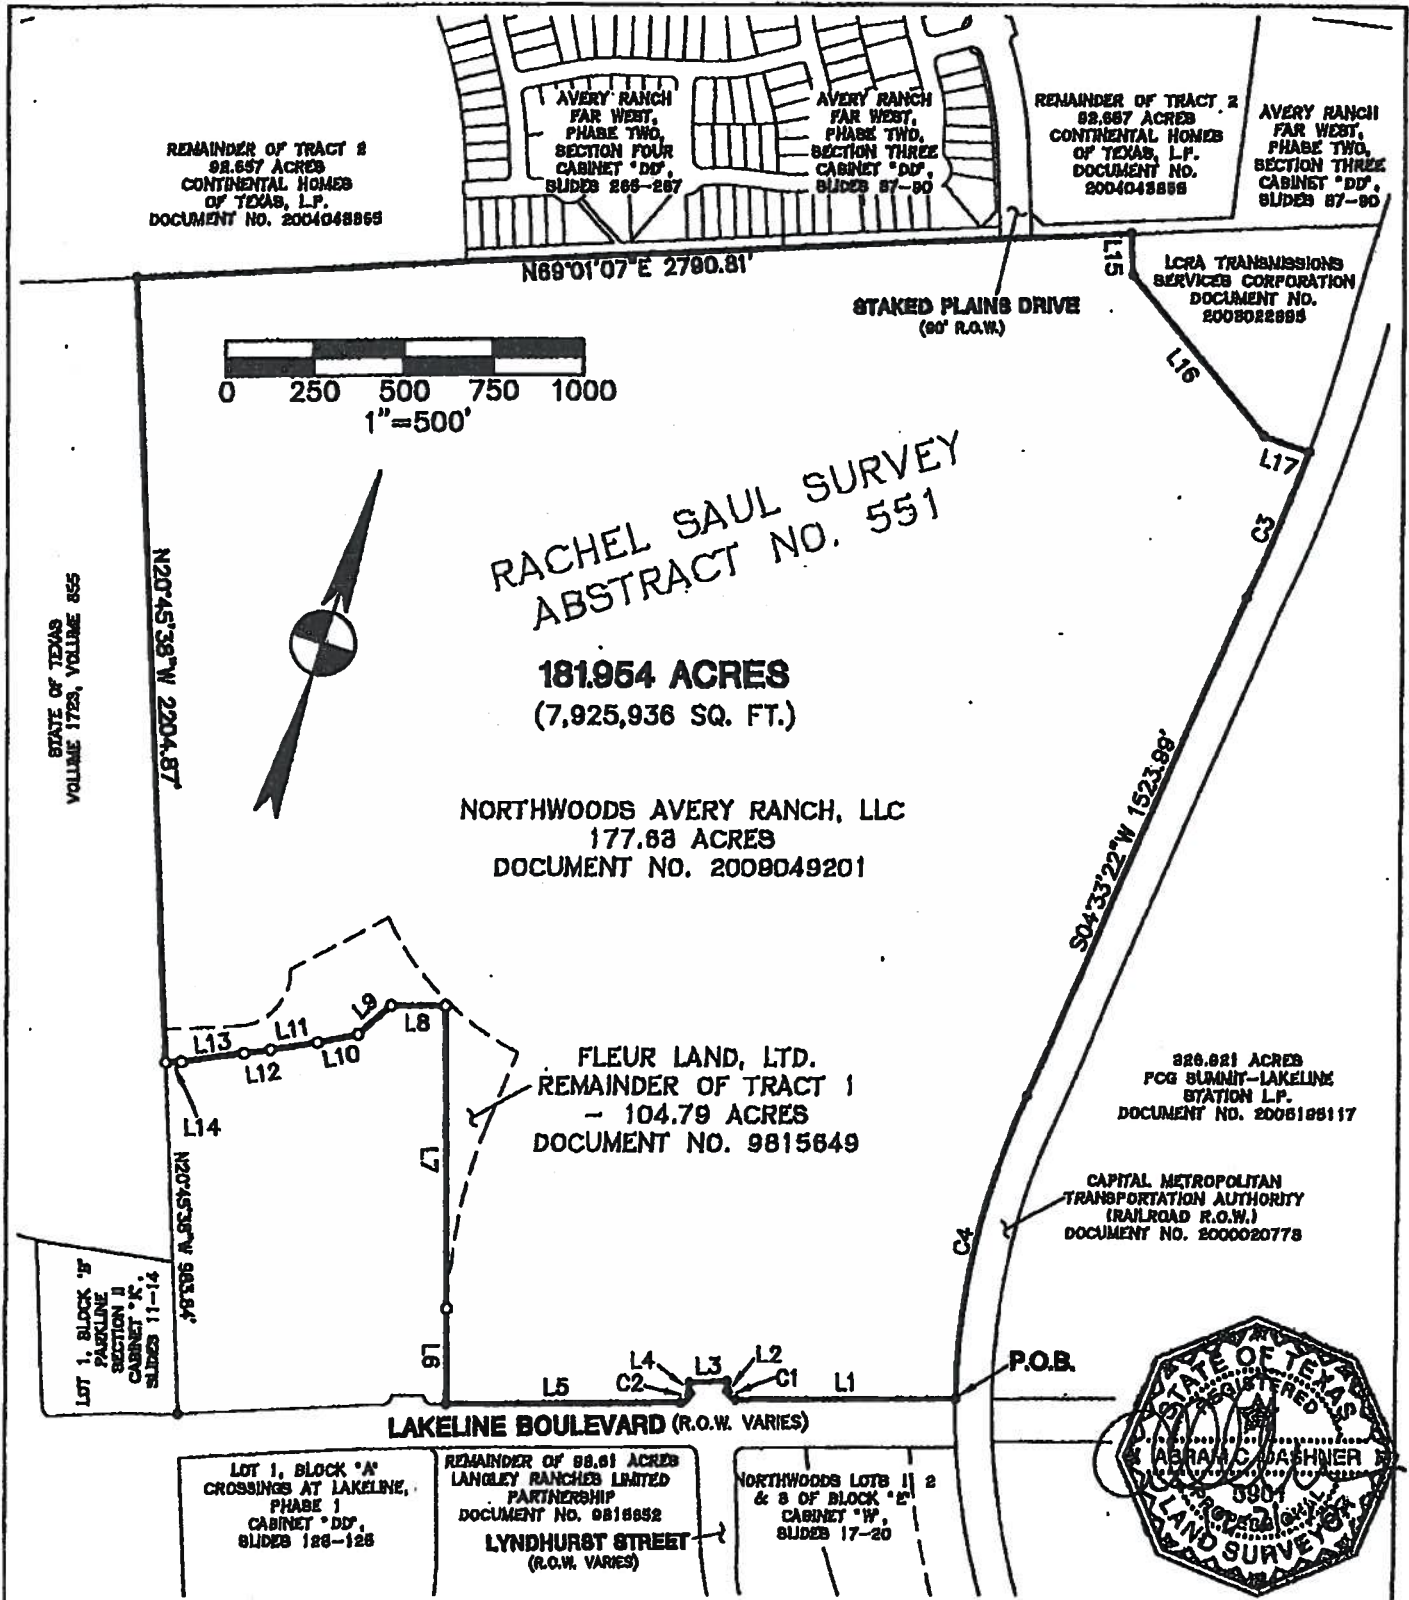 AVERY RANCH
FAR WEST,
PHASE TWO,
SECTION FOUR
CABINET "DD",
SLIDES 265-267
AVERY RANCH
FAR WEST,
PHASE TWO,
SECTION THREE
CABINET "DD",
SLIDES 87-90
REMAINDER OF TRACT 2
92.657 ACRES
CONTINENTAL HOMES
OF TEXAS, L.P.
DOCUMENT NO.
AVERY RANCH
FAR WEST,
PHASE TWO,
SECTION THREE
CABINET "DD",
SLIDES 87-90
REMAINDER OF TRACT 2
92.657 ACRES
CONTINENTAL HOMES
OF TEXAS, L.P.
DOCUMENT NO.
N69°01'07"E 2790.81'
L15
LCRA TRANSMISSIONS
SERVICES CORPORATION
DOCUMENT NO.
STAKED PLAINS DRIVE
(90' R.O.W.)
0 250 500 750 1000
1"=500'
L16
L17
C3
RACHEL SAUL SURVEY
ABSTRACT NO. 551
N20°45'38"W 2204.87'
STATE OF TEXAS
VOLUME 1723, VOLUME 855
181.954 ACRES
(7,925,936 SQ. FT.)
NORTHWOODS AVERY RANCH, LLC
177.63 ACRES
DOCUMENT NO. 2009049201
S04°33'22"W 1523.99'
L9
L8
L13
L11
L12
L10
L14
FLEUR LAND, LTD.
REMAINDER OF TRACT 1
- 104.79 ACRES
DOCUMENT NO. 9815649
ACRES
PCG SUMMIT-LAKELINE
STATION L.P.
DOCUMENT NO.
L7
N20°45'38"W 983.84'
CAPITAL METROPOLITAN
TRANSPORTATION AUTHORITY
(RAILROAD R.O.W.)
DOCUMENT NO. 2000020778
C4
LOT 1, BLOCK "B"
PARKLINE
SECTION II
CABINET "K",
SLIDES 11-14
L6
L4 L3 L2
C2 C1
L5
L1
P.O.B.
LAKELINE BOULEVARD (R.O.W. VARIES)
LOT 1, BLOCK "A"
CROSSINGS AT LAKELINE,
PHASE 1
CABINET "DD",
SLIDES
REMAINDER OF 98.61 ACRES
LANGLEY RANCHES LIMITED
PARTNERSHIP
DOCUMENT NO.
LYNDHURST STREET
(R.O.W. VARIES)
NORTHWOODS LOTS 1, 2
& 3 OF BLOCK "E"
CABINET "W",
SLIDES 17-20
STATE OF TEXAS
REGISTERED
ABRAM C. DASHNER
5901
PROFESSIONAL
LAND SURVEYOR